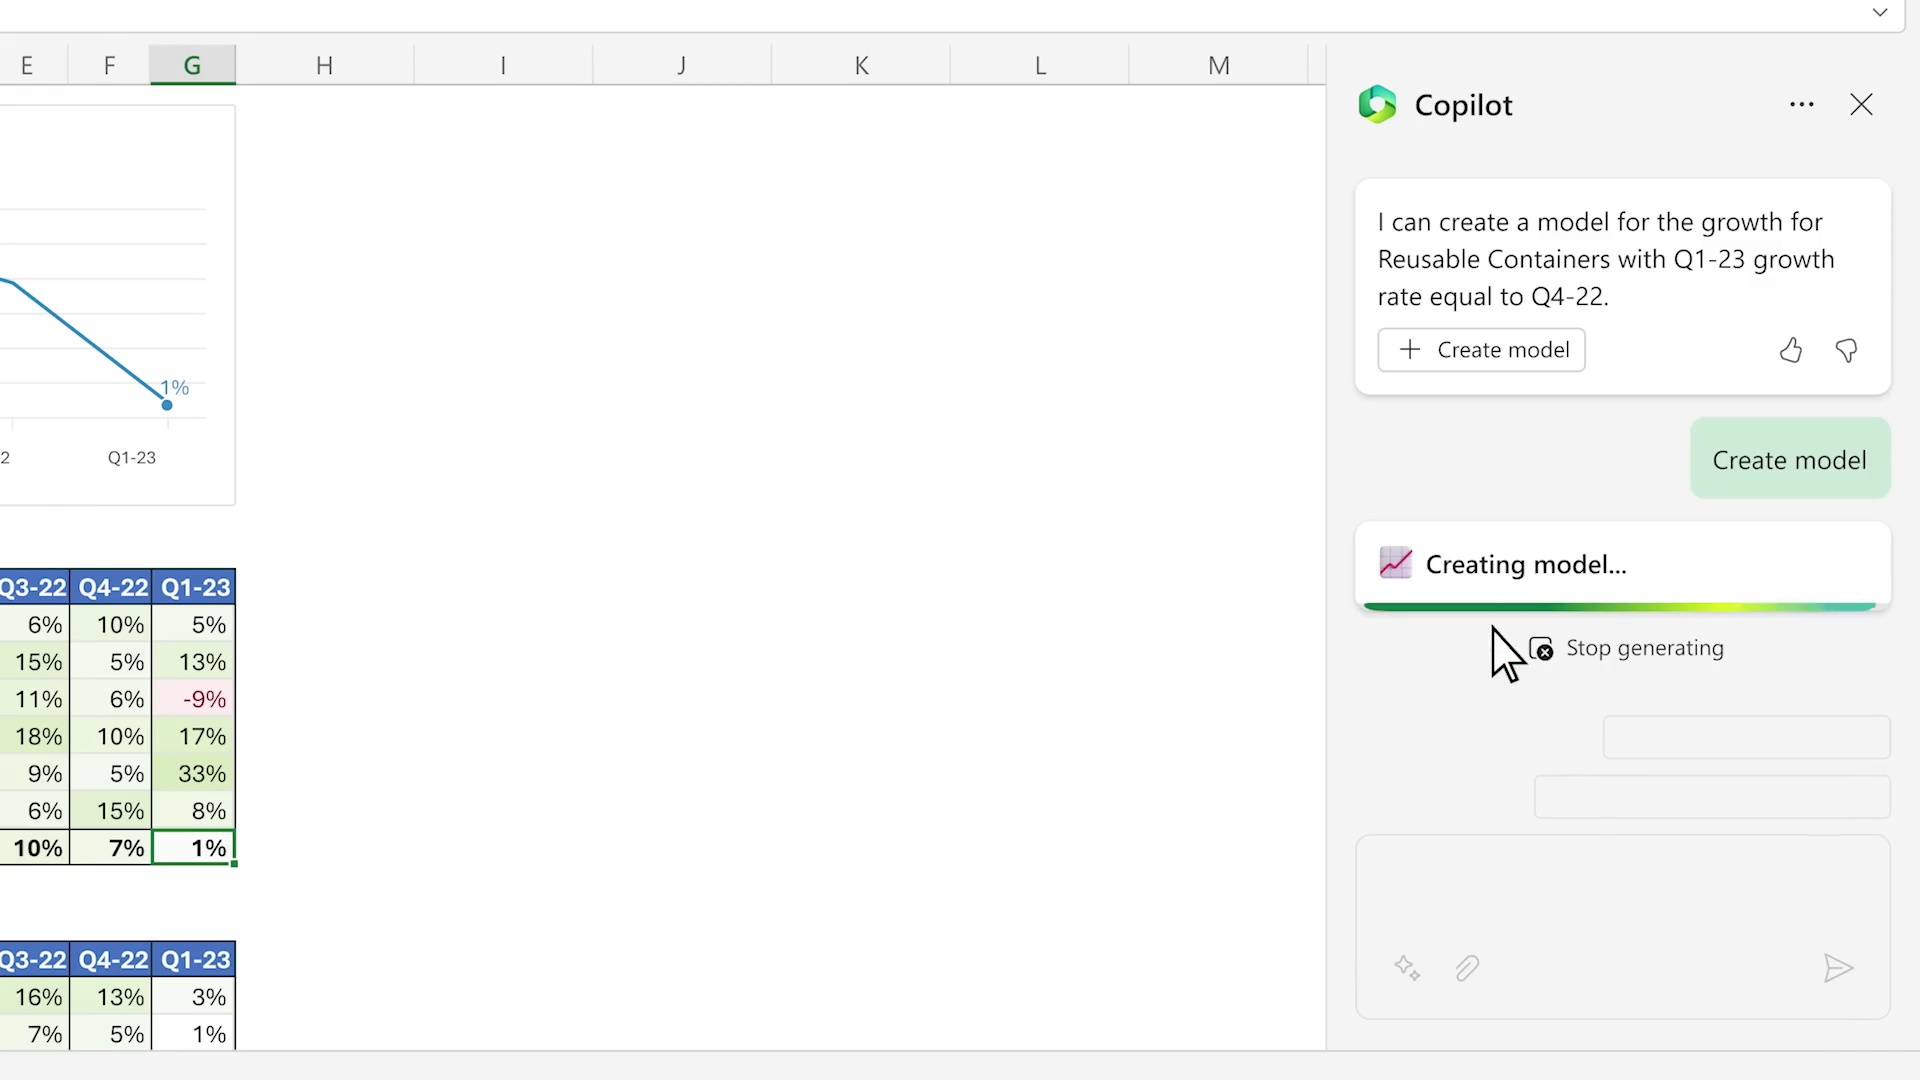 E F G H I J K L M
Copilot
I can create a model for the growth for
Reusable Containers with Q1-23 growth
rate equal to Q4-22.
Create model
Create model
Creating model...
Stop generating
1%
2 Q1-23
Q3-22 Q4-22 Q1-23
6% 10% 5%
15% 5% 13%
11% 6% -9%
18% 10% 17%
9% 5% 33%
6% 15% 8%
10% 7% 1%
Q3-22 Q4-22 Q1-23
16% 13% 3%
7% 5% 1%